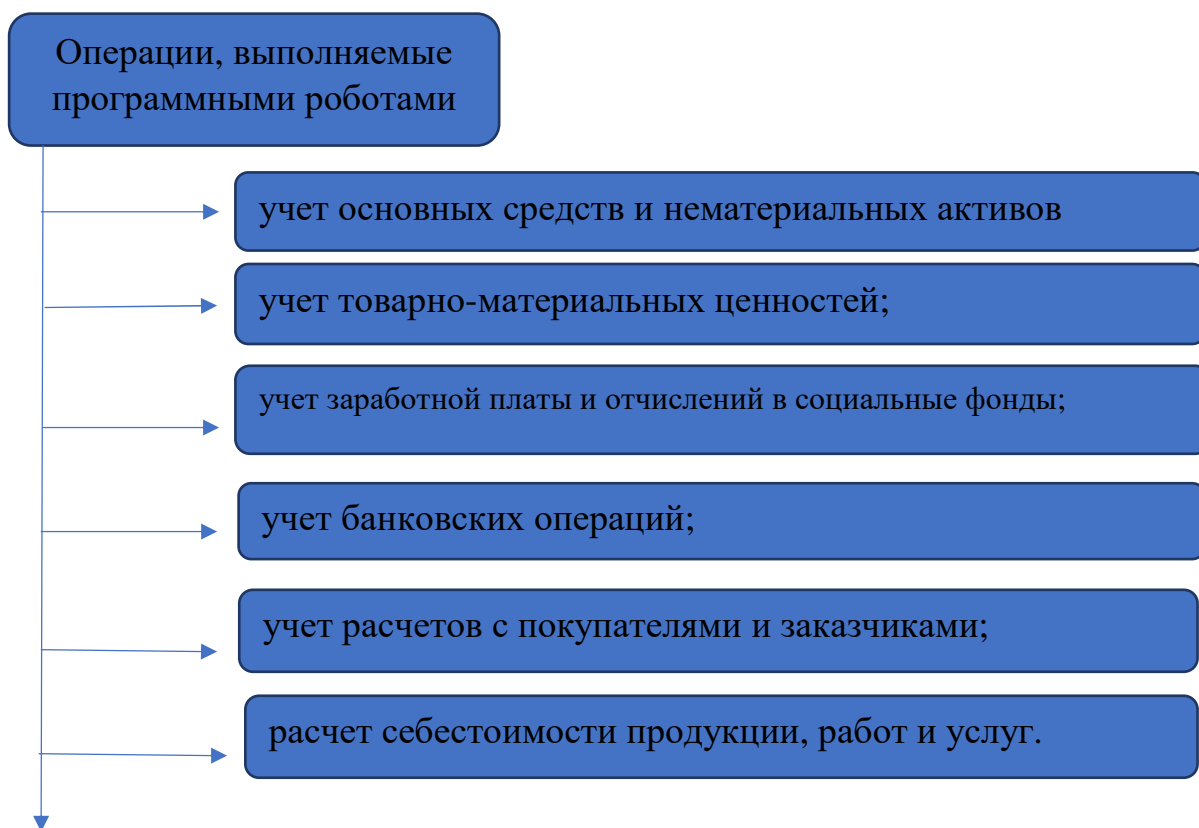 Операции, выполняемые
программными роботами
учет основных средств и нематериальных активов
учет товарно-материальных ценностей;
учет заработной платы и отчислений в социальные фонды;
учет банковских операций;
учет расчетов с покупателями и заказчиками;
расчет себестоимости продукции, работ и услуг.